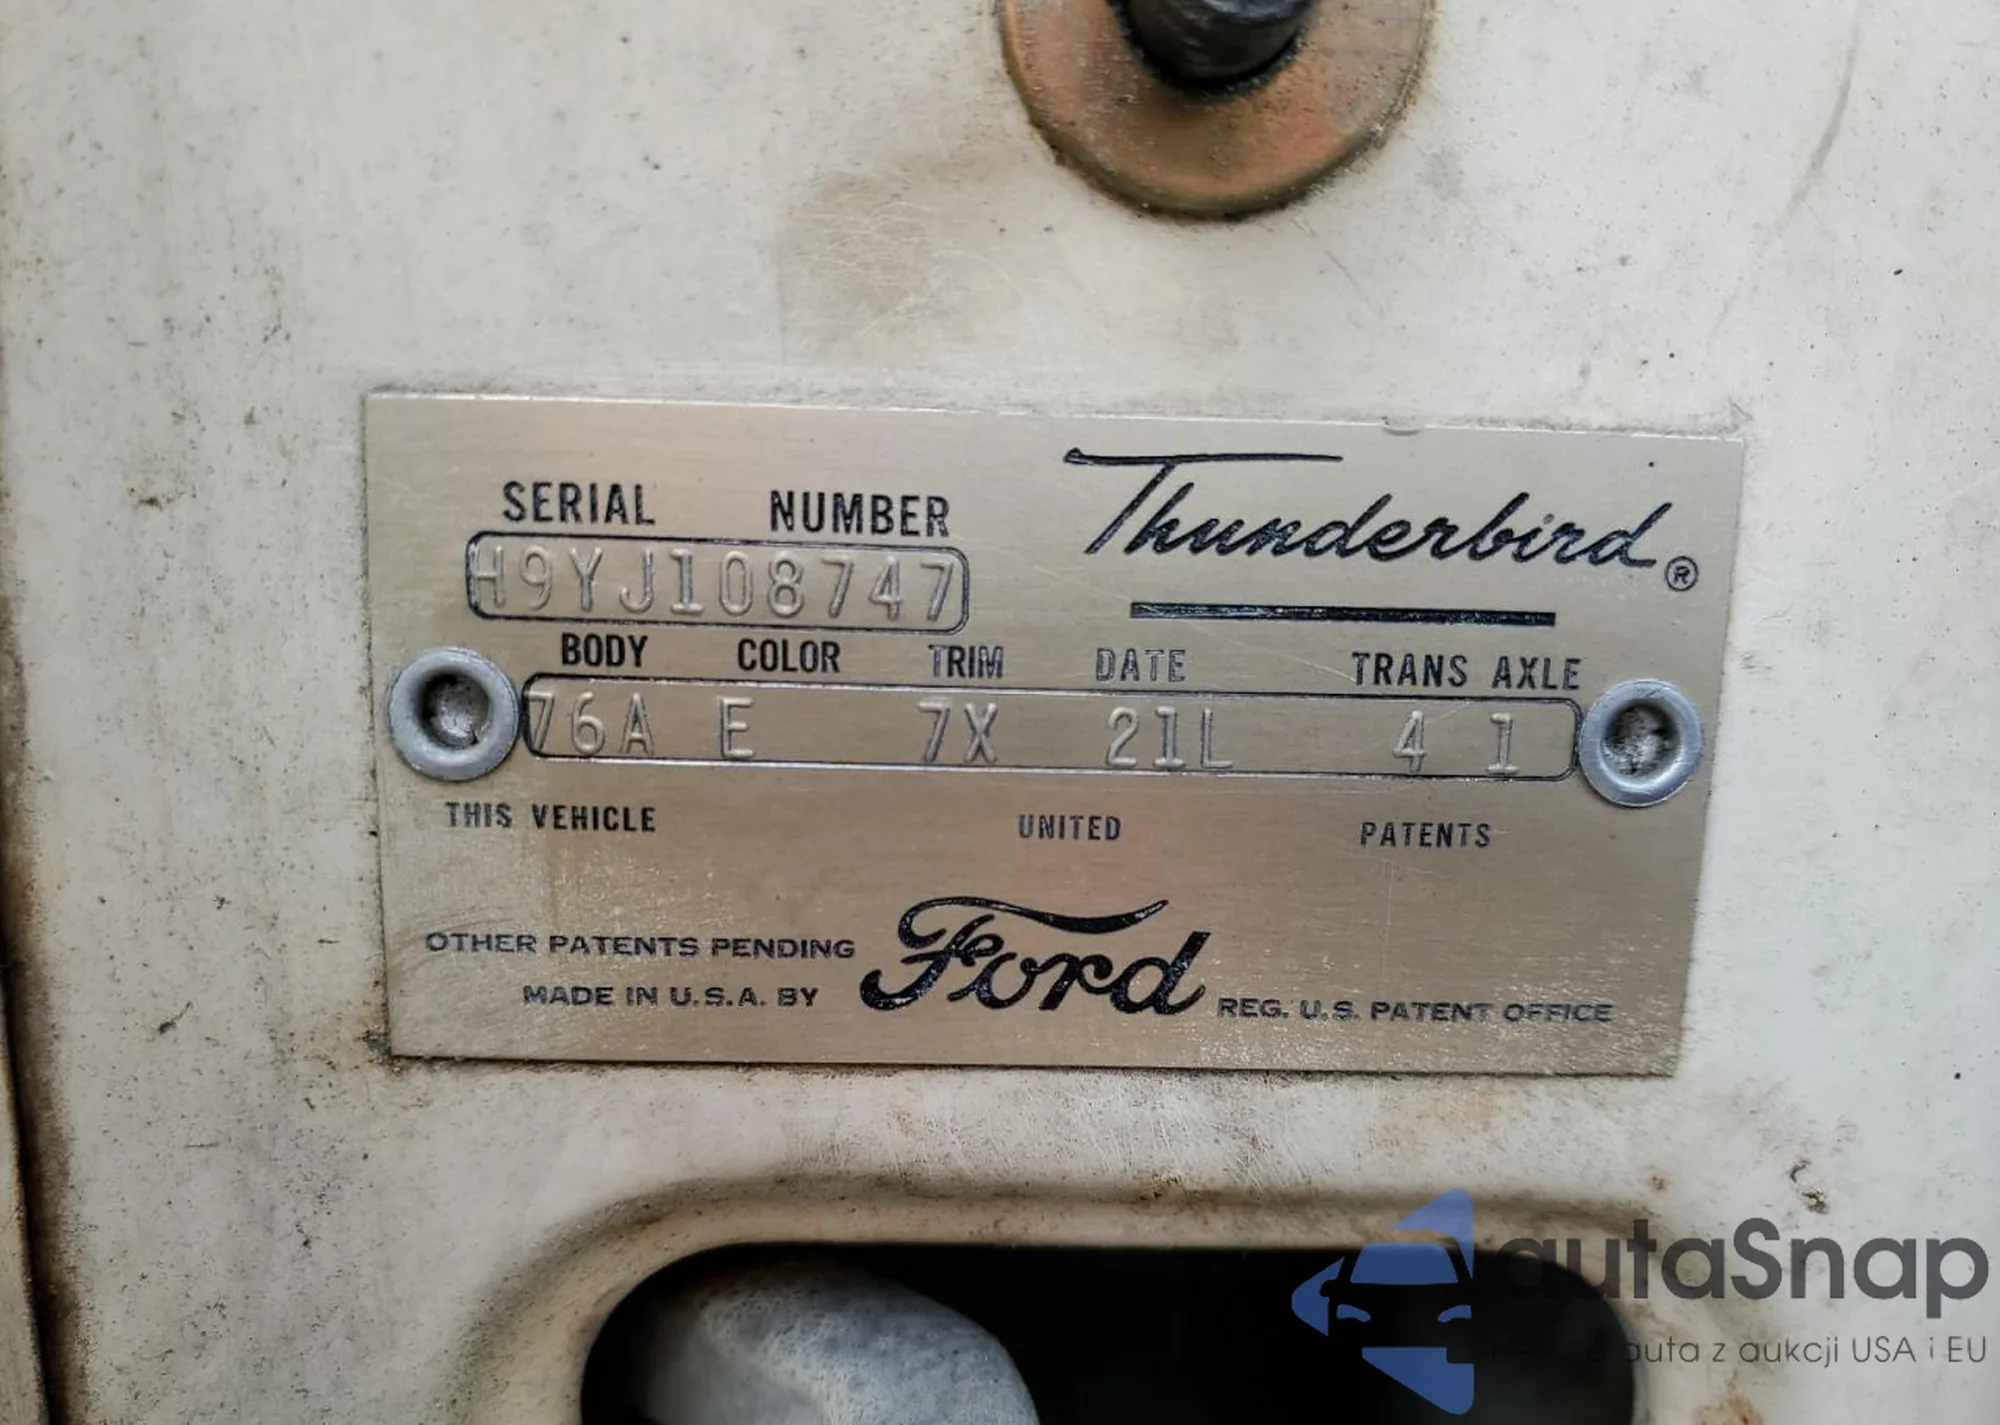 Thunderbird®
SERIAL NUMBER
H9YJ108747
BODY COLOR TRIM DATE TRANS AXLE
76A E 7X 21L 4 1
THIS VEHICLE UNITED PATENTS
OTHER PATENTS PENDING
MADE IN U.S.A. BY Ford REG. U.S. PATENT OFFICE
autaSnap
auta z aukcji USA i EU